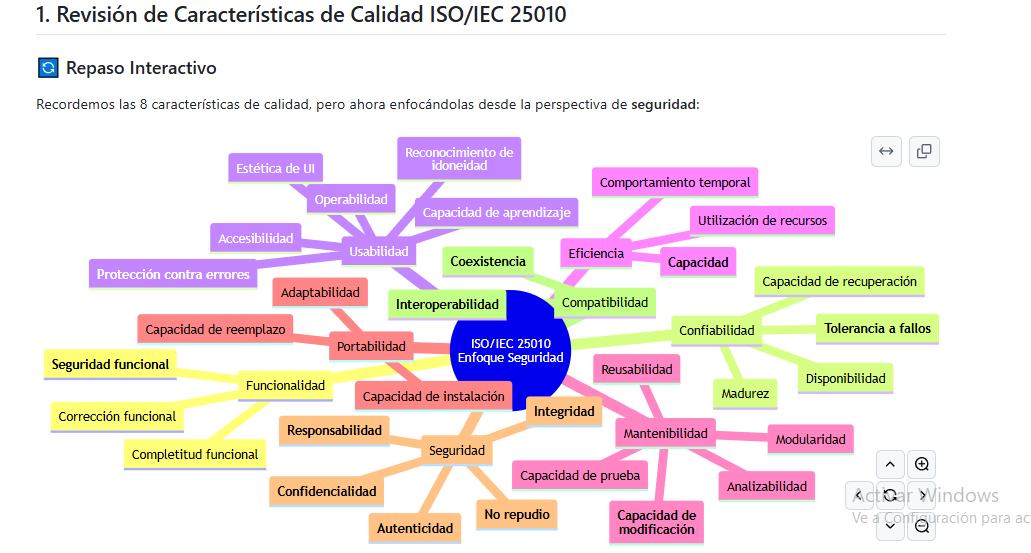 1. Revisión de Características de Calidad ISO/IEC 25010
Repaso Interactivo
Recordemos las 8 características de calidad, pero ahora enfocándolas desde la perspectiva de seguridad:
ISO/IEC 25010
Enfoque Seguridad
Usabilidad
Estética de UI
Reconocimiento de
idoneidad
Operabilidad
Capacidad de aprendizaje
Accesibilidad
Protección contra errores
Eficiencia
Comportamiento temporal
Utilización de recursos
Capacidad
Compatibilidad
Coexistencia
Interoperabilidad
Confiabilidad
Capacidad de recuperación
Tolerancia a fallos
Disponibilidad
Madurez
Portabilidad
Adaptabilidad
Capacidad de reemplazo
Capacidad de instalación
Funcionalidad
Seguridad funcional
Corrección funcional
Completitud funcional
Seguridad
Integridad
Responsabilidad
Confidencialidad
Autenticidad
No repudio
Mantenibilidad
Reusabilidad
Modularidad
Analizabilidad
Capacidad de prueba
Capacidad de
modificación
Activar Windows
Ve a Configuración para ac